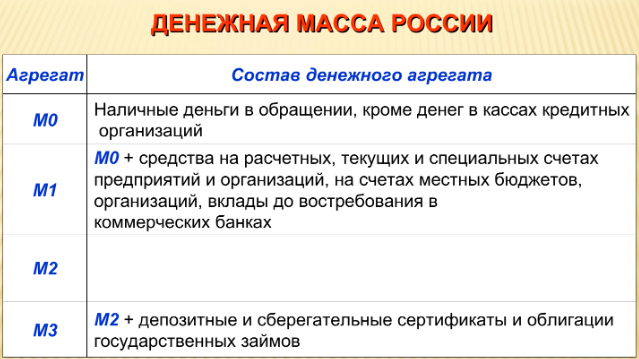 ДЕНЕЖНАЯ МАССА РОССИИ
Агрегат Состав денежного агрегата
М0 Наличные деньги в обращении, кроме денег в кассах кредитных
организаций
М1 М0 + средства на расчетных, текущих и специальных счетах
предприятий и организаций, на счетах местных бюджетов,
организаций, вклады до востребования в
коммерческих банках
М2
М3 М2 + депозитные и сберегательные сертификаты и облигации
государственных займов